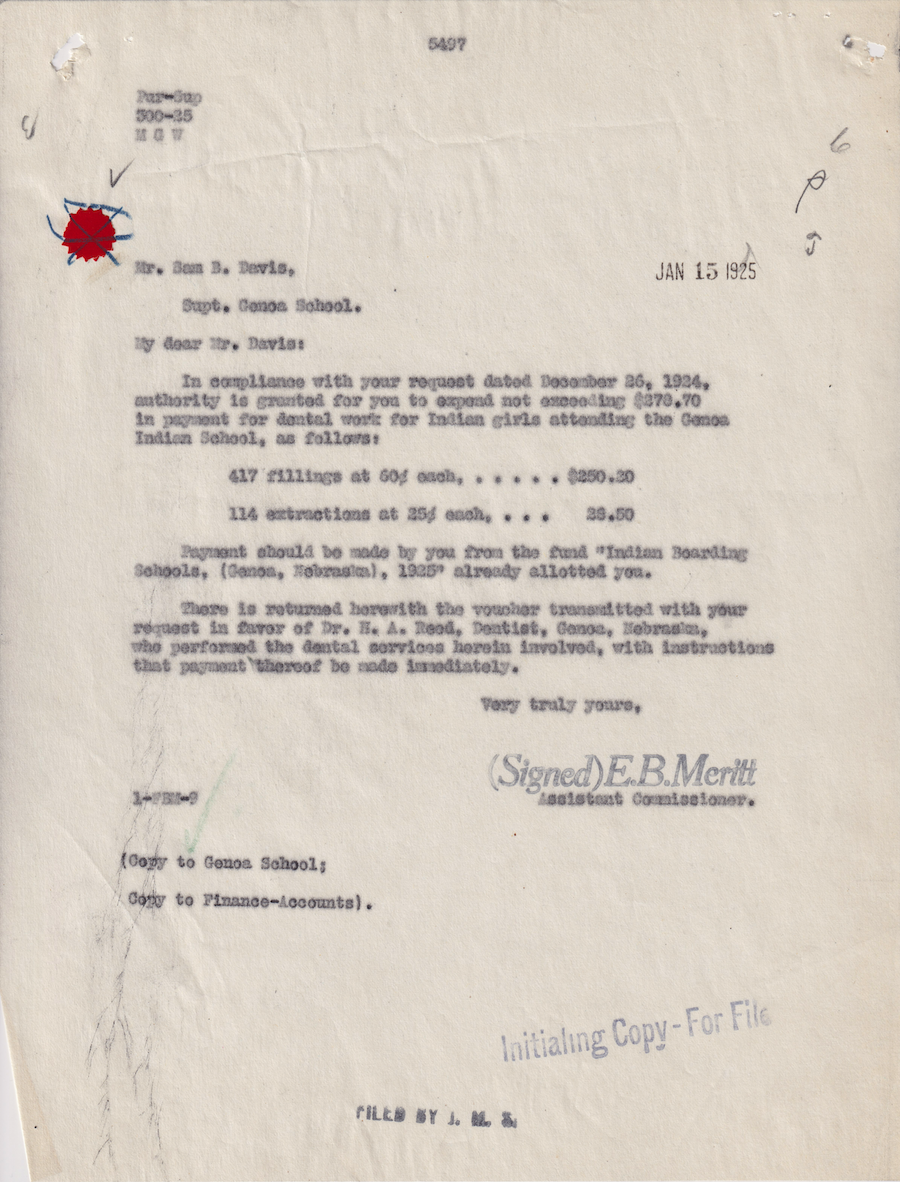 5497
Pur-Sup
300-25
M G W
6
JAN 15 1925
Mr. Sam B. Davis,
Supt. Genoa School.
My dear Mr. Davis:
In compliance with your request dated December 26, 1924,
authority is granted for you to expend not exceeding $278.70
in payment for dental work for Indian girls attending the Genoa
Indian School, as follows:
417 fillings at 60¢ each, . . . . . $250.20
114 extractions at 25¢ each, . . . 28.50
Payment should be made by you from the fund "Indian Boarding
Schools, (Genoa, Nebraska), 1925" already allotted you.
There is returned herewith the voucher transmitted with your
request in favor of Dr. H. A. Reed, Dentist, Genoa, Nebraska,
who performed the dental services herein involved, with instructions
that payment thereof be made immediately.
Very truly yours,
(Signed) E. B. Meritt
Assistant Commissioner.
(Copy to Genoa School;
Copy to Finance-Accounts).
Initialing Copy - For File
FILED BY J. M. S.